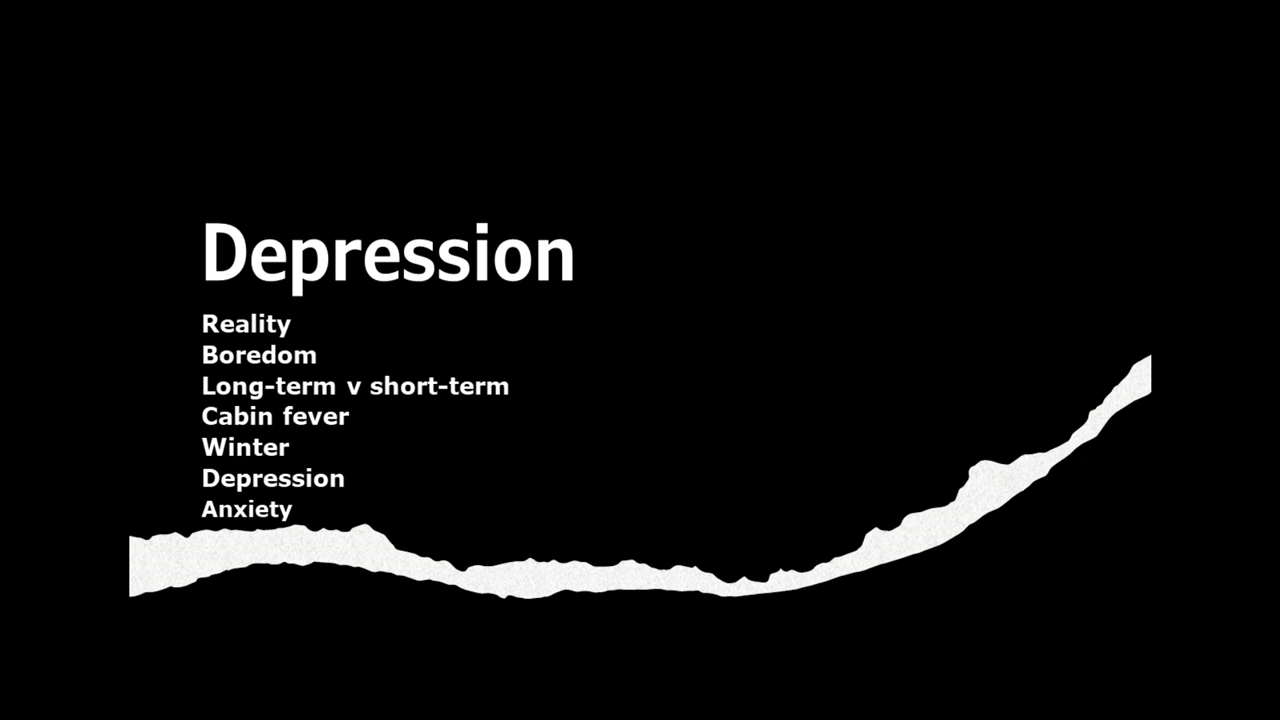 Depression
Reality
Boredom
Long-term v short-term
Cabin fever
Winter
Depression
Anxiety